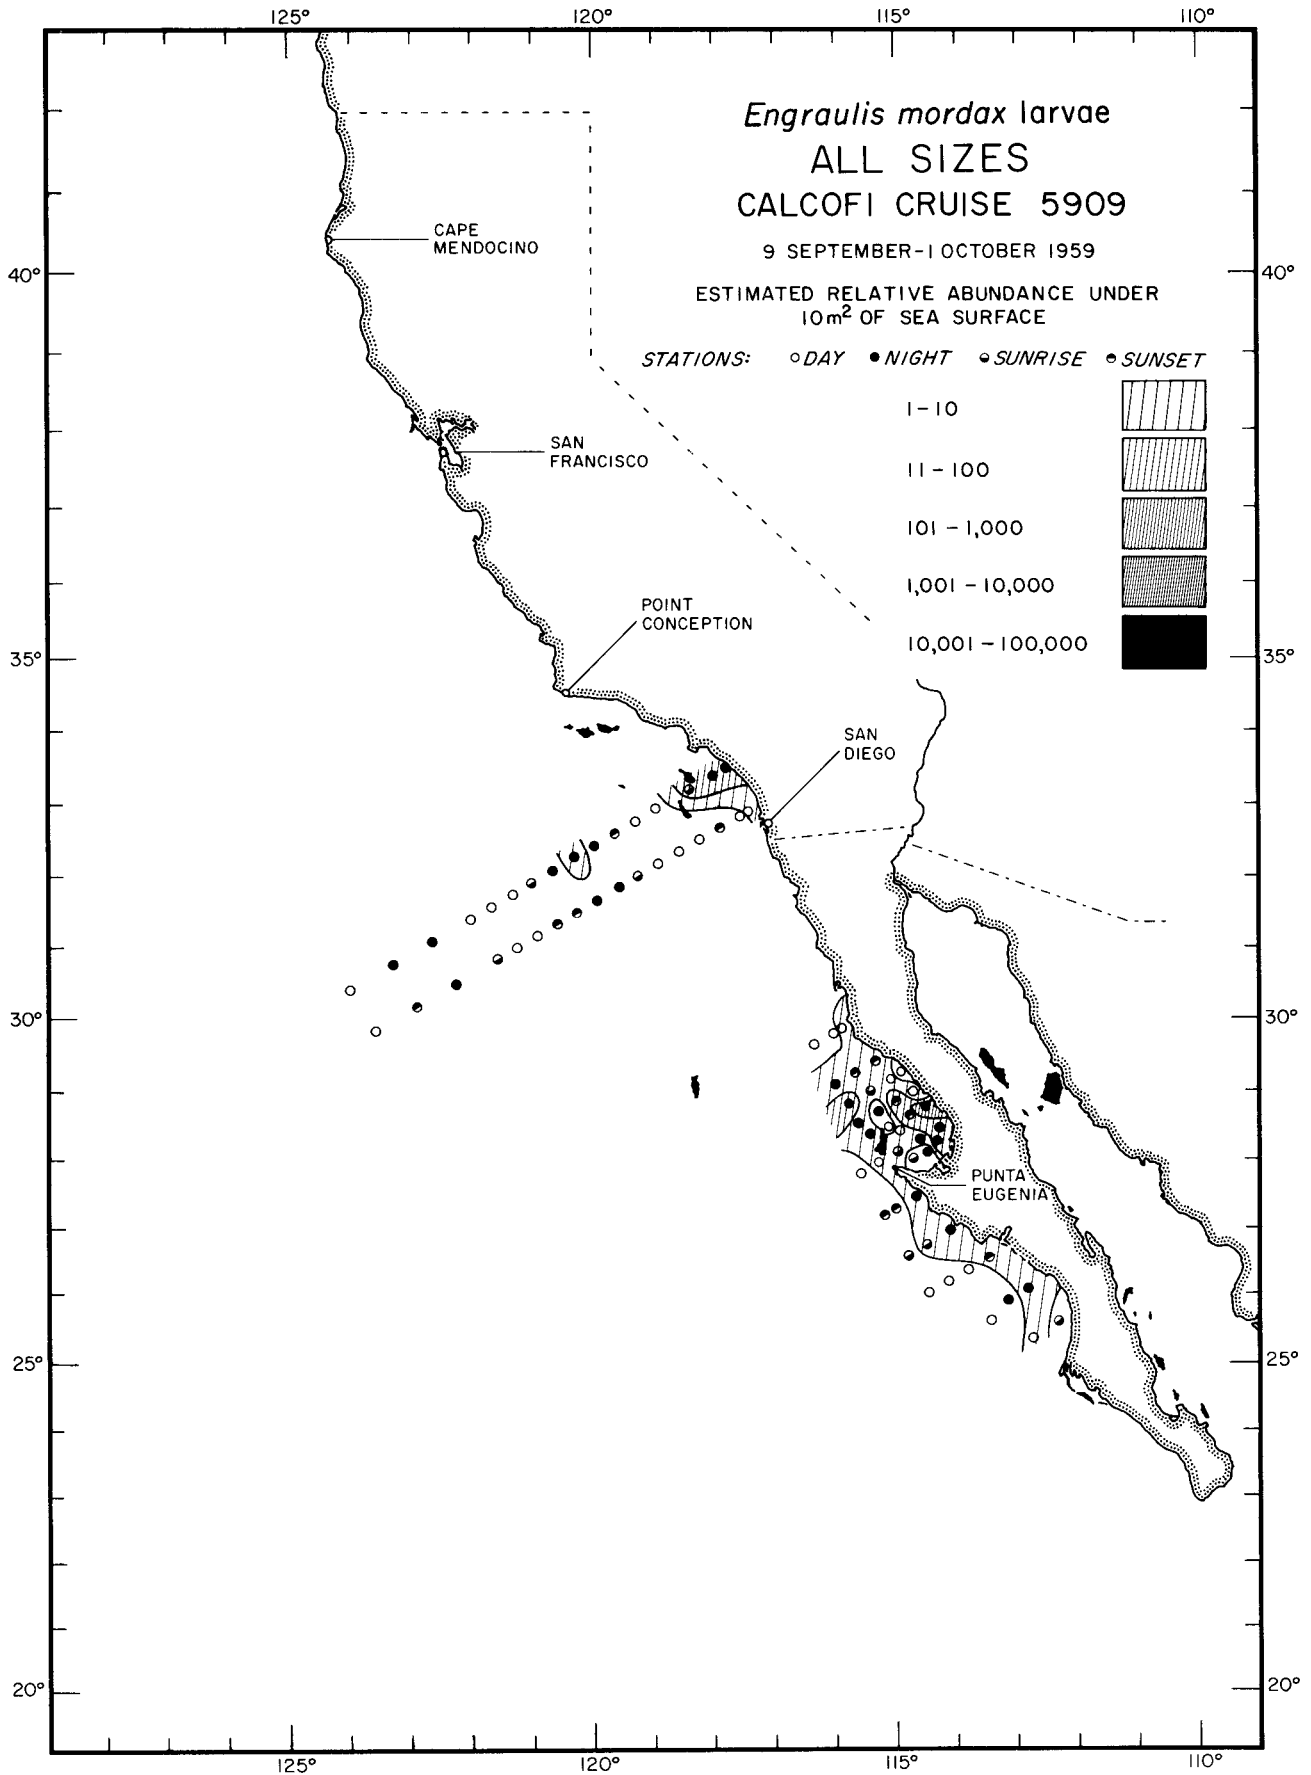 125° 120° 115° 110°
Engraulis mordax larvae
ALL SIZES
CALCOFI CRUISE 5909
9 SEPTEMBER-1 OCTOBER 1959
ESTIMATED RELATIVE ABUNDANCE UNDER
10m² OF SEA SURFACE
STATIONS: DAY NIGHT SUNRISE SUNSET
1-10
11-100
101-1,000
1,001-10,000
10,001-100,000
CAPE
MENDOCINO
40° 40°
SAN
FRANCISCO
POINT
CONCEPTION
35° 35°
SAN
DIEGO
30° 30°
PUNTA
EUGENIA
25° 25°
20° 20°
125° 120° 115° 110°